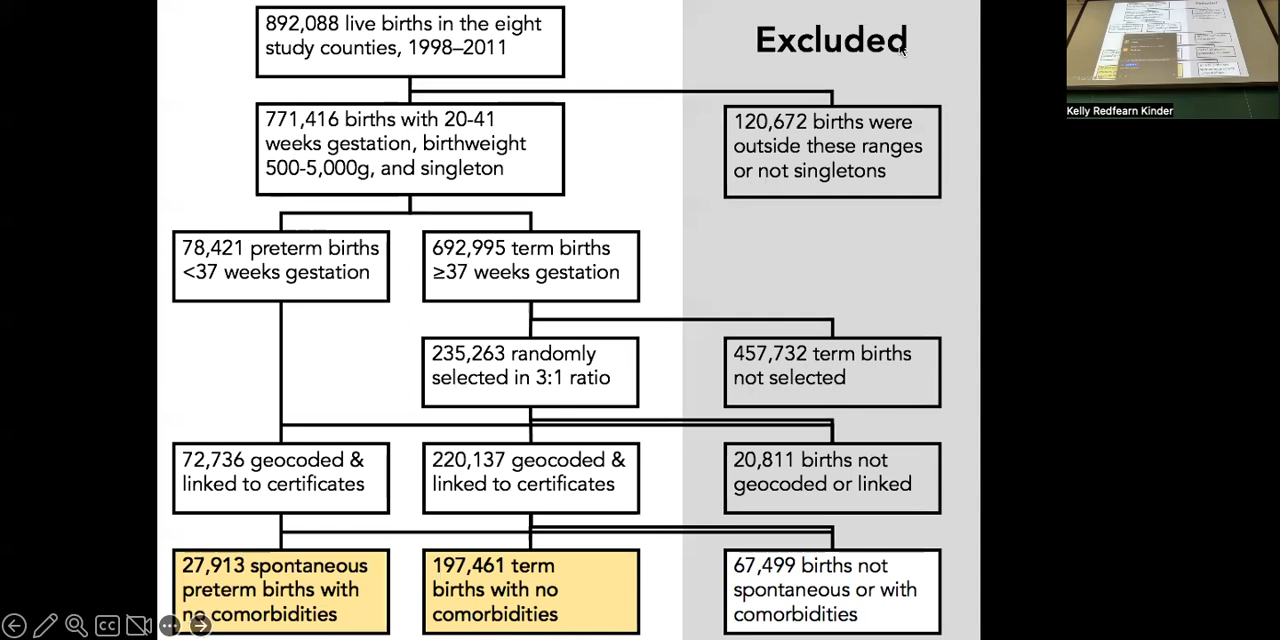 892,088 live births in the eight
study counties, 1998–2011
Excluded
Kelly Redfearn Kinder
771,416 births with 20-41
weeks gestation, birthweight
500-5,000g, and singleton
120,672 births were
outside these ranges
or not singletons
78,421 preterm births
<37 weeks gestation
692,995 term births
≥37 weeks gestation
235,263 randomly
selected in 3:1 ratio
457,732 term births
not selected
72,736 geocoded &
linked to certificates
220,137 geocoded &
linked to certificates
20,811 births not
geocoded or linked
27,913 spontaneous
preterm births with
no comorbidities
197,461 term
births with no
comorbidities
67,499 births not
spontaneous or with
comorbidities
CC